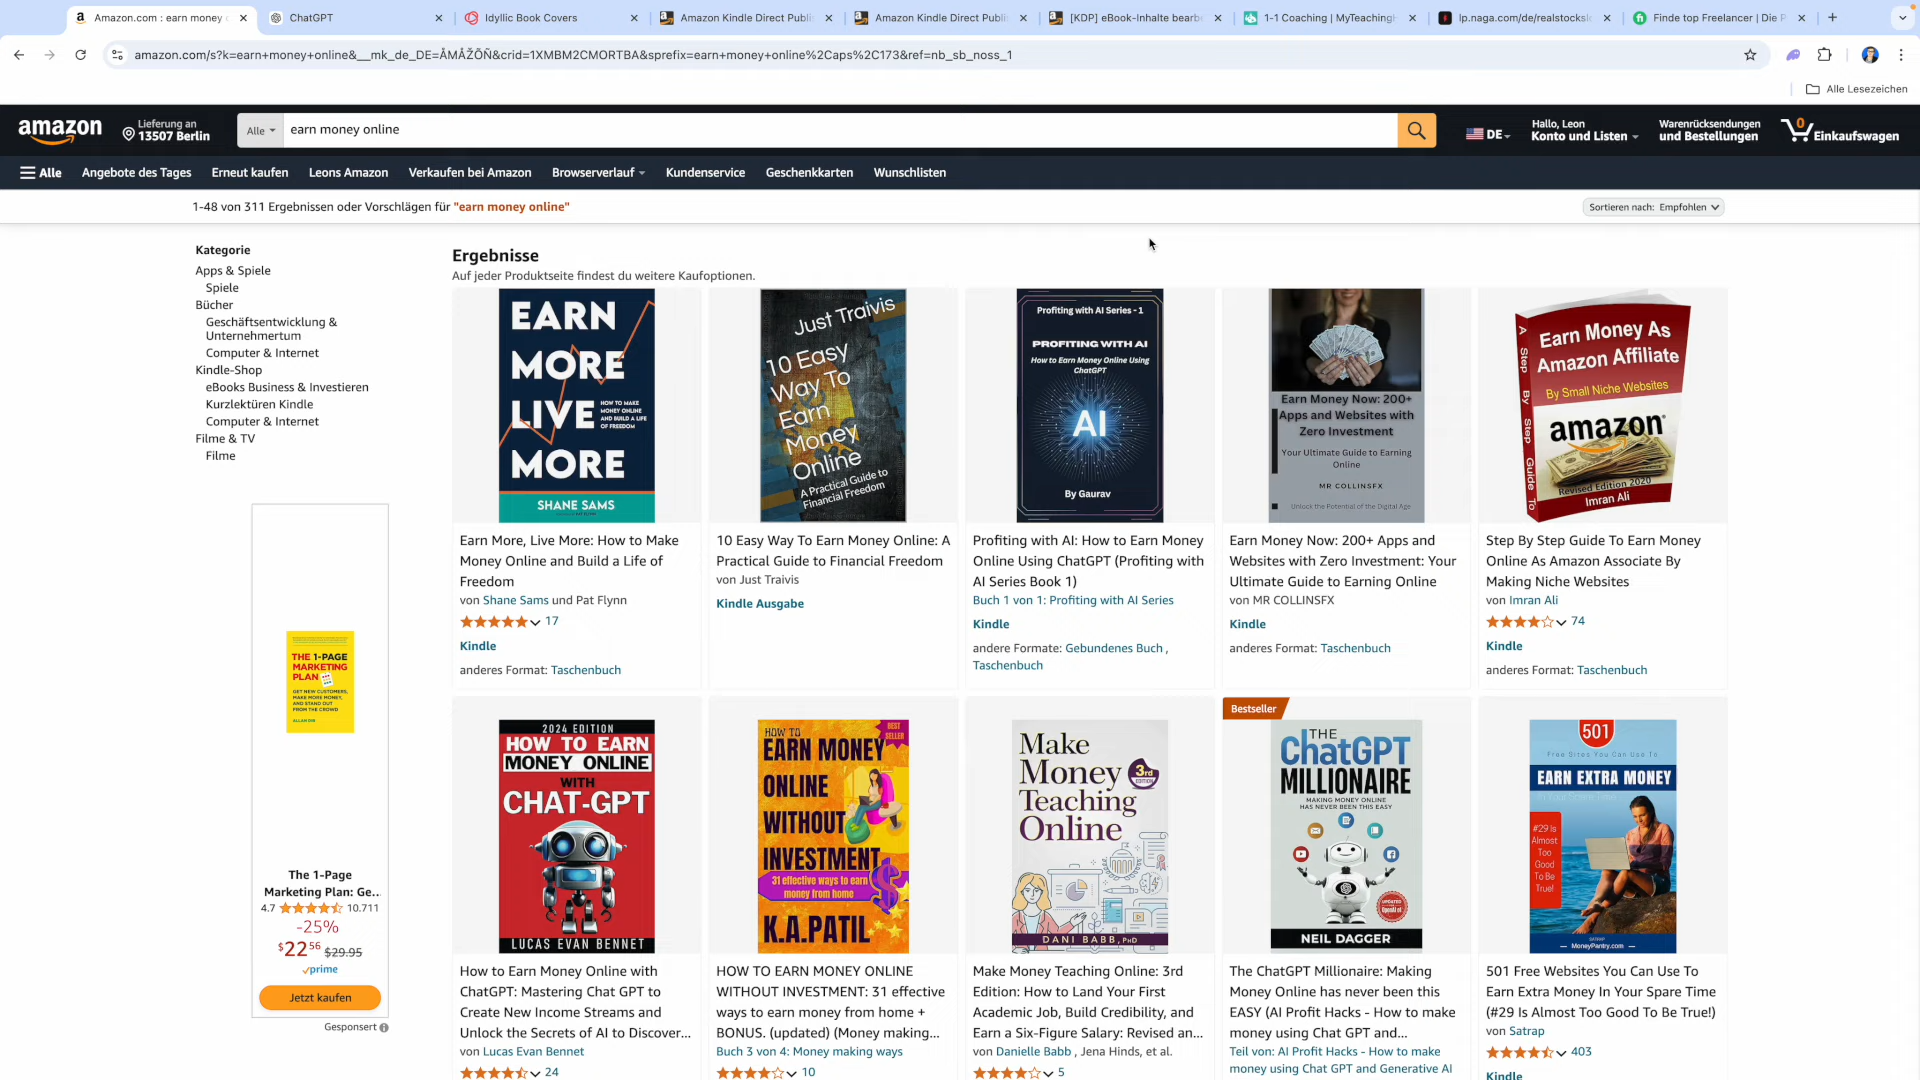 Amazon.com : earn money
ChatGPT
Idyllic Book Covers
Amazon Kindle Direct Publi
Amazon Kindle Direct Publi
[KDP] eBook-Inhalte bearb
1-1 Coaching | MyTeachingH
lp.naga.com/de/realstocks
Finde top Freelancer | Die P
amazon.com/s?k=earn+money+online&__mk_de_DE=ÅMÅŽÕÑ&crid=1XMBM2CMORTBA&sprefix=earn+money+online%2Caps%2C173&ref=nb_sb_noss_1
Alle Lesezeichen
amazon
Lieferung an
13507 Berlin
Alle
earn money online
DE
Hallo, Leon
Konto und Listen
Warenrücksendungen
und Bestellungen
0
Einkaufswagen
Alle
Angebote des Tages
Erneut kaufen
Leons Amazon
Verkaufen bei Amazon
Browserverlauf
Kundenservice
Geschenkkarten
Wunschlisten
1-48 von 311 Ergebnissen oder Vorschlägen für "earn money online"
Sortieren nach: Empfohlen
Kategorie
Apps & Spiele
Spiele
Bücher
Geschäftsentwicklung &
Unternehmertum
Computer & Internet
Kindle-Shop
eBooks Business & Investieren
Kurzlektüren Kindle
Computer & Internet
Filme & TV
Filme
THE 1-PAGE
MARKETING
PLAN
GET NEW CUSTOMERS,
MAKE MORE MONEY,
AND STAND OUT
FROM THE CROWD
ALLAN DIB
The 1-Page
Marketing Plan: Ge...
4.7
10.711
-25%
$22 56 $29.95
prime
Jetzt kaufen
Gesponsert
Ergebnisse
Auf jeder Produktseite findest du weitere Kaufoptionen.
EARN
MORE
LIVE
HOW TO MAKE
MONEY ONLINE
AND BUILD A LIFE
OF FREEDOM
MORE
SHANE SAMS
Earn More, Live More: How to Make
Money Online and Build a Life of
Freedom
von Shane Sams und Pat Flynn
17
Kindle
anderes Format: Taschenbuch
Just Traivis
10 Easy
Way To
Earn
Money
Online
A Practical Guide to
Financial Freedom
10 Easy Way To Earn Money Online: A
Practical Guide to Financial Freedom
von Just Traivis
Kindle Ausgabe
Profiting with AI Series - 1
PROFITING WITH AI
How to Earn Money Online Using
ChatGPT
AI
By Gaurav
Profiting with AI: How to Earn Money
Online Using ChatGPT (Profiting with
AI Series Book 1)
Buch 1 von 1: Profiting with AI Series
Kindle
andere Formate: Gebundenes Buch ,
Taschenbuch
Earn Money Now: 200+
Apps and Websites with
Zero Investment
Your Ultimate Guide to Earning
Online
MR COLLINSFX
Unlock the Potential of the Digital Age
Earn Money Now: 200+ Apps and
Websites with Zero Investment: Your
Ultimate Guide to Earning Online
von MR COLLINSFX
Kindle
anderes Format: Taschenbuch
A Step By Step Guide To
Earn Money As
Amazon Affiliate
By Small Niche Websites
amazon
Revised Edition 2020
Imran Ali
Step By Step Guide To Earn Money
Online As Amazon Associate By
Making Niche Websites
von Imran Ali
74
Kindle
anderes Format: Taschenbuch
2024 EDITION
HOW TO EARN
MONEY ONLINE
WITH
CHAT-GPT
LUCAS EVAN BENNET
How to Earn Money Online with
ChatGPT: Mastering Chat GPT to
Create New Income Streams and
Unlock the Secrets of AI to Discover...
von Lucas Evan Bennet
24
HOW TO
BEST
SELLER
EARN MONEY
ONLINE
WITHOUT
INVESTMENT
31 effective ways to earn
money from home
K.A.PATIL
HOW TO EARN MONEY ONLINE
WITHOUT INVESTMENT: 31 effective
ways to earn money from home +
BONUS. (updated) (Money making...
Buch 3 von 4: Money making ways
10
Make
Money
3rd
EDITION
Teaching
Online
DANI BABB, PHD
Make Money Teaching Online: 3rd
Edition: How to Land Your First
Academic Job, Build Credibility, and
Earn a Six-Figure Salary: Revised an...
von Danielle Babb , Jena Hinds, et al.
5
Bestseller
THE
ChatGPT
MILLIONAIRE
MAKING MONEY ONLINE
HAS NEVER BEEN THIS EASY
UPDATED
NEIL DAGGER
The ChatGPT Millionaire: Making
Money Online has never been this
EASY (AI Profit Hacks - How to make
money using Chat GPT and...
Teil von: AI Profit Hacks - How to make
money using Chat GPT and Generative AI
501
Free Sites You Can Use To
EARN EXTRA MONEY
In Your Spare Time
#29 Is
Almost
Too
Good
To Be
True!
SATRAP
MoneyPantry.com
501 Free Websites You Can Use To
Earn Extra Money In Your Spare Time
(#29 Is Almost Too Good To Be True!)
von Satrap
403
Kindle